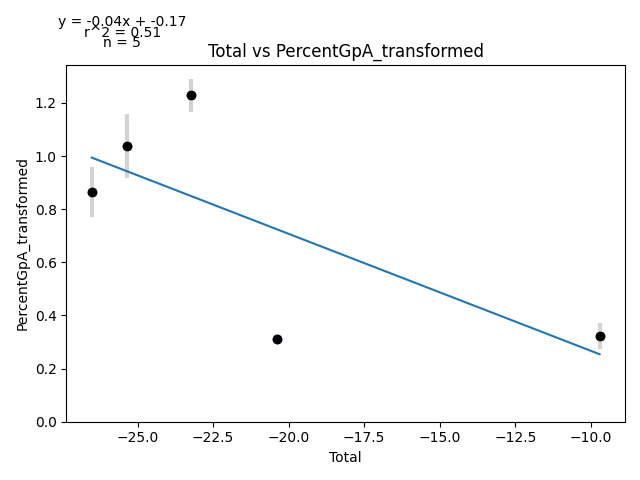 y = -0.04x + -0.17
r^2 = 0.51
n = 5
Total vs PercentGpA_transformed
1.2
1.0
0.8
0.6
0.4
0.2
0.0
PercentGpA_transformed
−25.0 −22.5 −20.0 −17.5 −15.0 −12.5 −10.0
Total